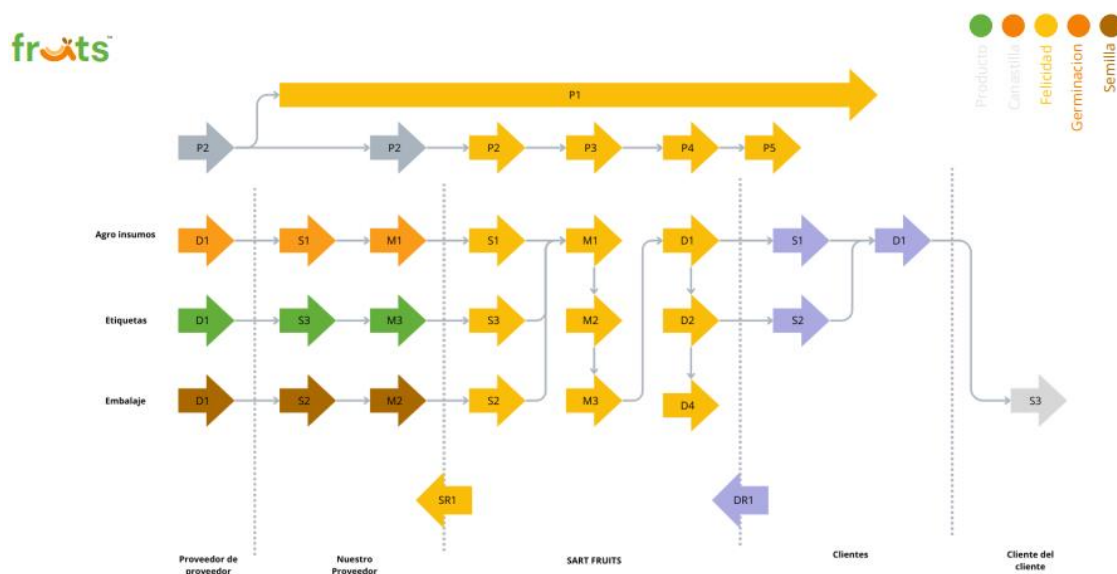 fruits™
Producto
Canastilla
Felicidad
Germinacion
Semilla
P1
P2 P2 P2 P3 P4 P5
Agro insumos D1 S1 M1 S1 M1 D1 S1 D1
Etiquetas D1 S3 M3 S3 M2 D2 S2
Embalaje D1 S2 M2 S2 M3 D4 S3
SR1 DR1
Proveedor de
proveedor
Nuestro
Proveedor
SART FRUITS
Clientes
Cliente del
cliente